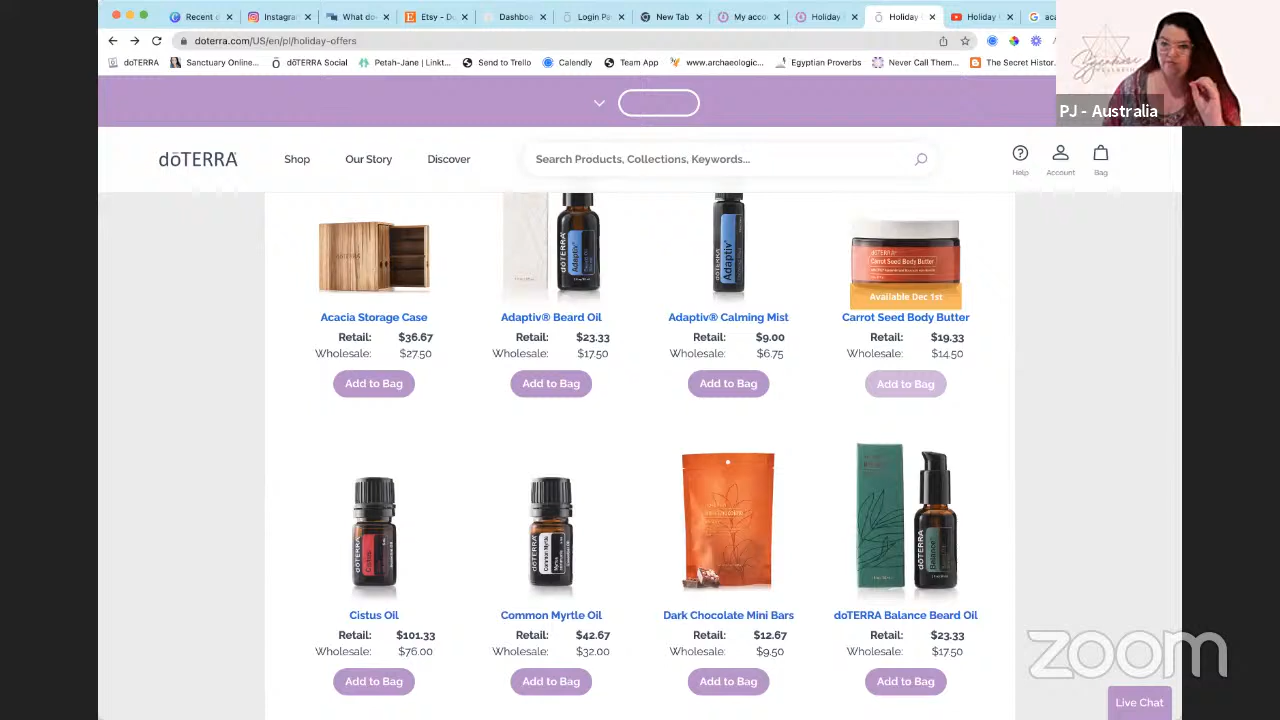 Recent
Instagra
What do
Etsy - D
Dashbo
Login Pa
New Tab
My acco
Holiday
Holiday
Holiday
doterra.com/US/en/pl/holiday-offers
doTERRA
Sanctuary Online...
dōTERRA Social
Petah-Jane | Linkt...
Send to Trello
Calendly
Team App
www.archaeologic...
Egyptian Proverbs
Never Call Them...
The Secret Histor
PJ - Australia
dōTERRA
Shop
Our Story
Discover
Search Products, Collections, Keywords...
Help
Account
Bag
Available Dec 1st
Acacia Storage Case
Adaptiv® Beard Oil
Adaptiv® Calming Mist
Carrot Seed Body Butter
Retail: $36.67
Retail: $23.33
Retail: $9.00
Retail: $19.33
Wholesale: $27.50
Wholesale: $17.50
Wholesale: $6.75
Wholesale: $14.50
Add to Bag
Add to Bag
Add to Bag
Add to Bag
Cistus Oil
Common Myrtle Oil
Dark Chocolate Mini Bars
doTERRA Balance Beard Oil
Retail: $101.33
Retail: $42.67
Retail: $12.67
Retail: $23.33
Wholesale: $76.00
Wholesale: $32.00
Wholesale: $9.50
Wholesale: $17.50
Add to Bag
Add to Bag
Add to Bag
Add to Bag
zoom
Live Chat